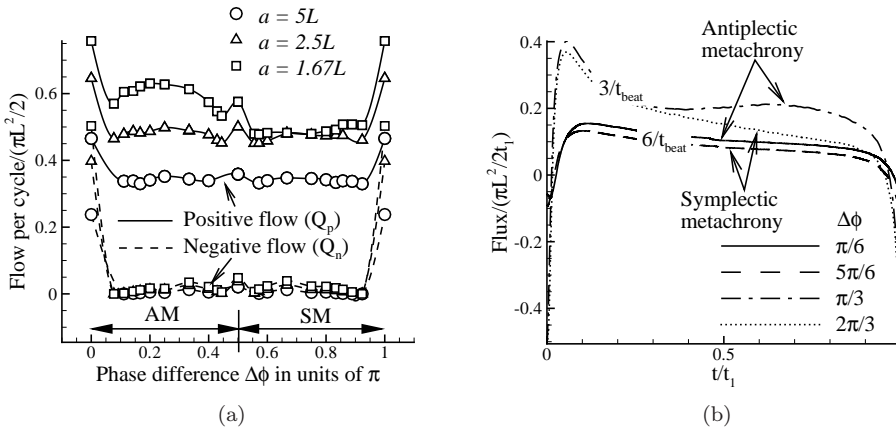 a = 5L
a = 2.5L
a = 1.67L
Flow per cycle/(πL²/2)
0.6
0.4
0.2
0
Positive flow (Qp)
Negative flow (Qn)
AM
SM
0
0.2
0.4
0.6
0.8
1
Phase difference Δϕ in units of π
(a)
Flux/(πL²/2t₁)
0.4
0.2
0
-0.2
-0.4
Antiplectic
metachrony
3/t_beat
6/t_beat
Symplectic
metachrony
Δϕ
π/6
5π/6
π/3
2π/3
0
0.5
1
t/t₁
(b)